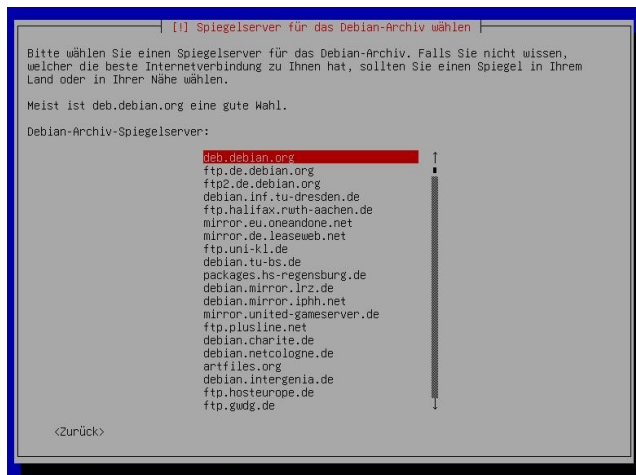 [!] Spiegelserver für das Debian-Archiv wählen
Bitte wählen Sie einen Spiegelserver für das Debian-Archiv. Falls Sie nicht wissen,
welcher die beste Internetverbindung zu Ihnen hat, sollten Sie einen Spiegel in Ihrem
Land oder in Ihrer Nähe wählen.
Meist ist deb.debian.org eine gute Wahl.
Debian-Archiv-Spiegelserver:
deb.debian.org
ftp.de.debian.org
ftp2.de.debian.org
debian.inf.tu-dresden.de
ftp.halifax.rwth-aachen.de
mirror.eu.oneandone.net
mirror.de.leaseweb.net
ftp.uni-kl.de
debian.tu-bs.de
packages.hs-regensburg.de
debian.mirror.lrz.de
debian.mirror.iphh.net
mirror.united-gameserver.de
ftp.plusline.net
debian.charite.de
debian.netcologne.de
artfiles.org
debian.intergenia.de
ftp.hosteurope.de
ftp.gwdg.de
<Zurück>